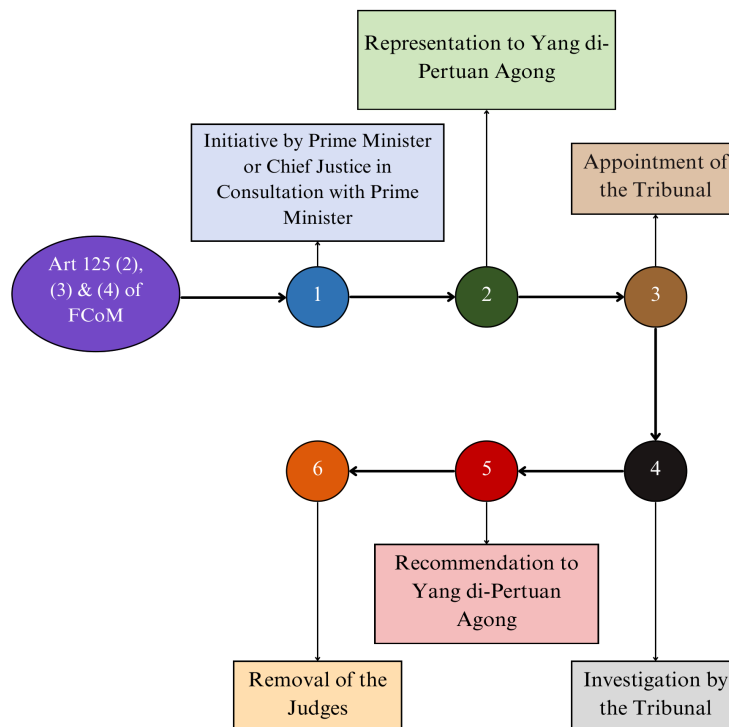 Representation to Yang di-
Pertuan Agong
Initiative by Prime Minister
or Chief Justice in
Consultation with Prime
Minister
Appointment of
the Tribunal
Art 125 (2),
(3) & (4) of
FCoM
1
2
3
6
5
4
Recommendation to
Yang di-Pertuan
Agong
Removal of the
Judges
Investigation by
the Tribunal